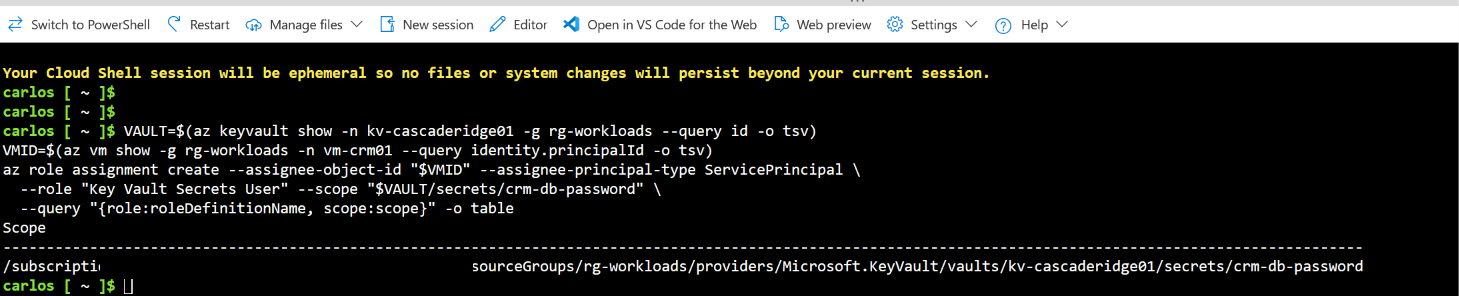 Switch to PowerShell Restart Manage files New session Editor Open in VS Code for the Web Web preview Settings Help
Your Cloud Shell session will be ephemeral so no files or system changes will persist beyond your current session.
carlos [ ~ ]$
carlos [ ~ ]$
carlos [ ~ ]$ VAULT=$(az keyvault show -n kv-cascaderidge01 -g rg-workloads --query id -o tsv)
VMID=$(az vm show -g rg-workloads -n vm-crm01 --query identity.principalId -o tsv)
az role assignment create --assignee-object-id "$VMID" --assignee-principal-type ServicePrincipal \
  --role "Key Vault Secrets User" --scope "$VAULT/secrets/crm-db-password" \
  --query "{role:roleDefinitionName, scope:scope}" -o table
Scope
-------------------------------------------------------------------------------------------------------------------------------------------------------------
/subscripti sourceGroups/rg-workloads/providers/Microsoft.KeyVault/vaults/kv-cascaderidge01/secrets/crm-db-password
carlos [ ~ ]$